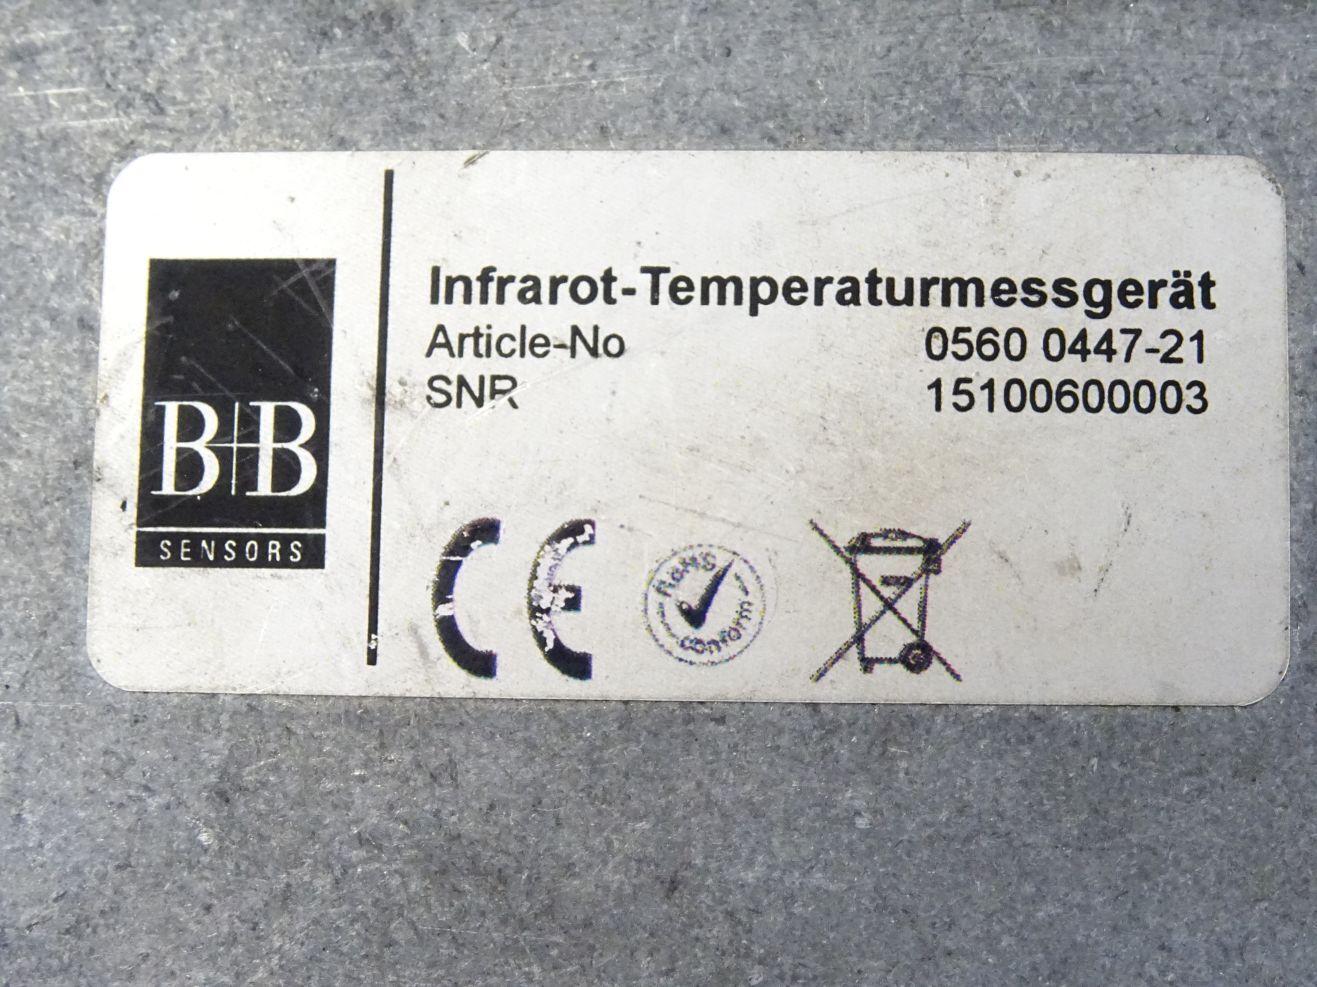 B+B
SENSORS
Infrarot-Temperaturmessgerät
Article-No 0560 0447-21
SNR 15100600003
CE
RoHS
conform